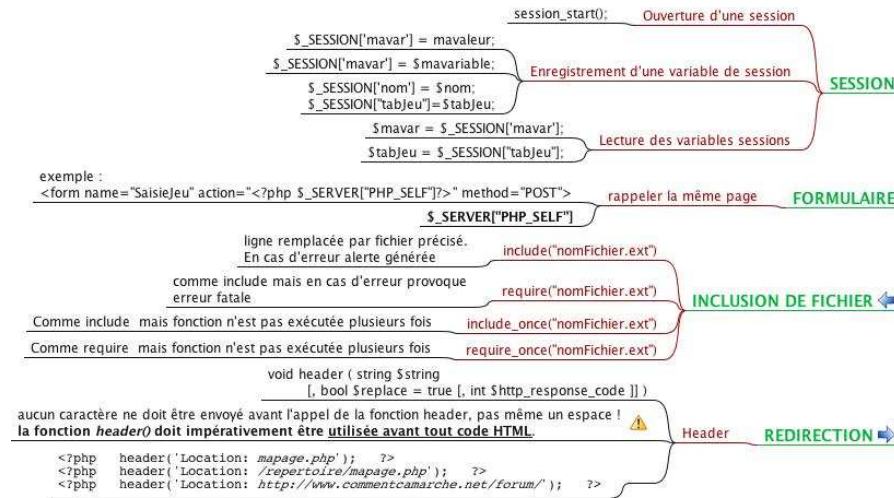 session_start();
Ouverture d'une session
$_SESSION['mavar'] = mavaleur;
$_SESSION['mavar'] = $mavariable;
Enregistrement d'une variable de session
SESSION
$_SESSION['nom'] = $nom;
$_SESSION["tabJeu"]=$tabJeu;
$mavar = $_SESSION['mavar'];
Lecture des variables sessions
$tabJeu = $_SESSION["tabJeu"];
exemple :
<form name="SaisieJeu" action="<?php $_SERVER["PHP_SELF"]?>" method="POST">
rappeler la même page
FORMULAIRE
$_SERVER["PHP_SELF"]
ligne remplacée par fichier précisé.
En cas d'erreur alerte générée
include("nomFichier.ext")
comme include mais en cas d'erreur provoque
erreur fatale
require("nomFichier.ext")
INCLUSION DE FICHIER
Comme include mais fonction n'est pas exécutée plusieurs fois
include_once("nomFichier.ext")
Comme require mais fonction n'est pas exécutée plusieurs fois
require_once("nomFichier.ext")
void header ( string $string
[, bool $replace = true [, int $http_response_code ]] )
aucun caractère ne doit être envoyé avant l'appel de la fonction header, pas même un espace !
la fonction header() doit impérativement être utilisée avant tout code HTML.
Header
REDIRECTION
<?php header('Location: mapage.php'); ?>
<?php header('Location: /repertoire/mapage.php'); ?>
<?php header('Location: http://www.commentcamarche.net/forum/'); ?>